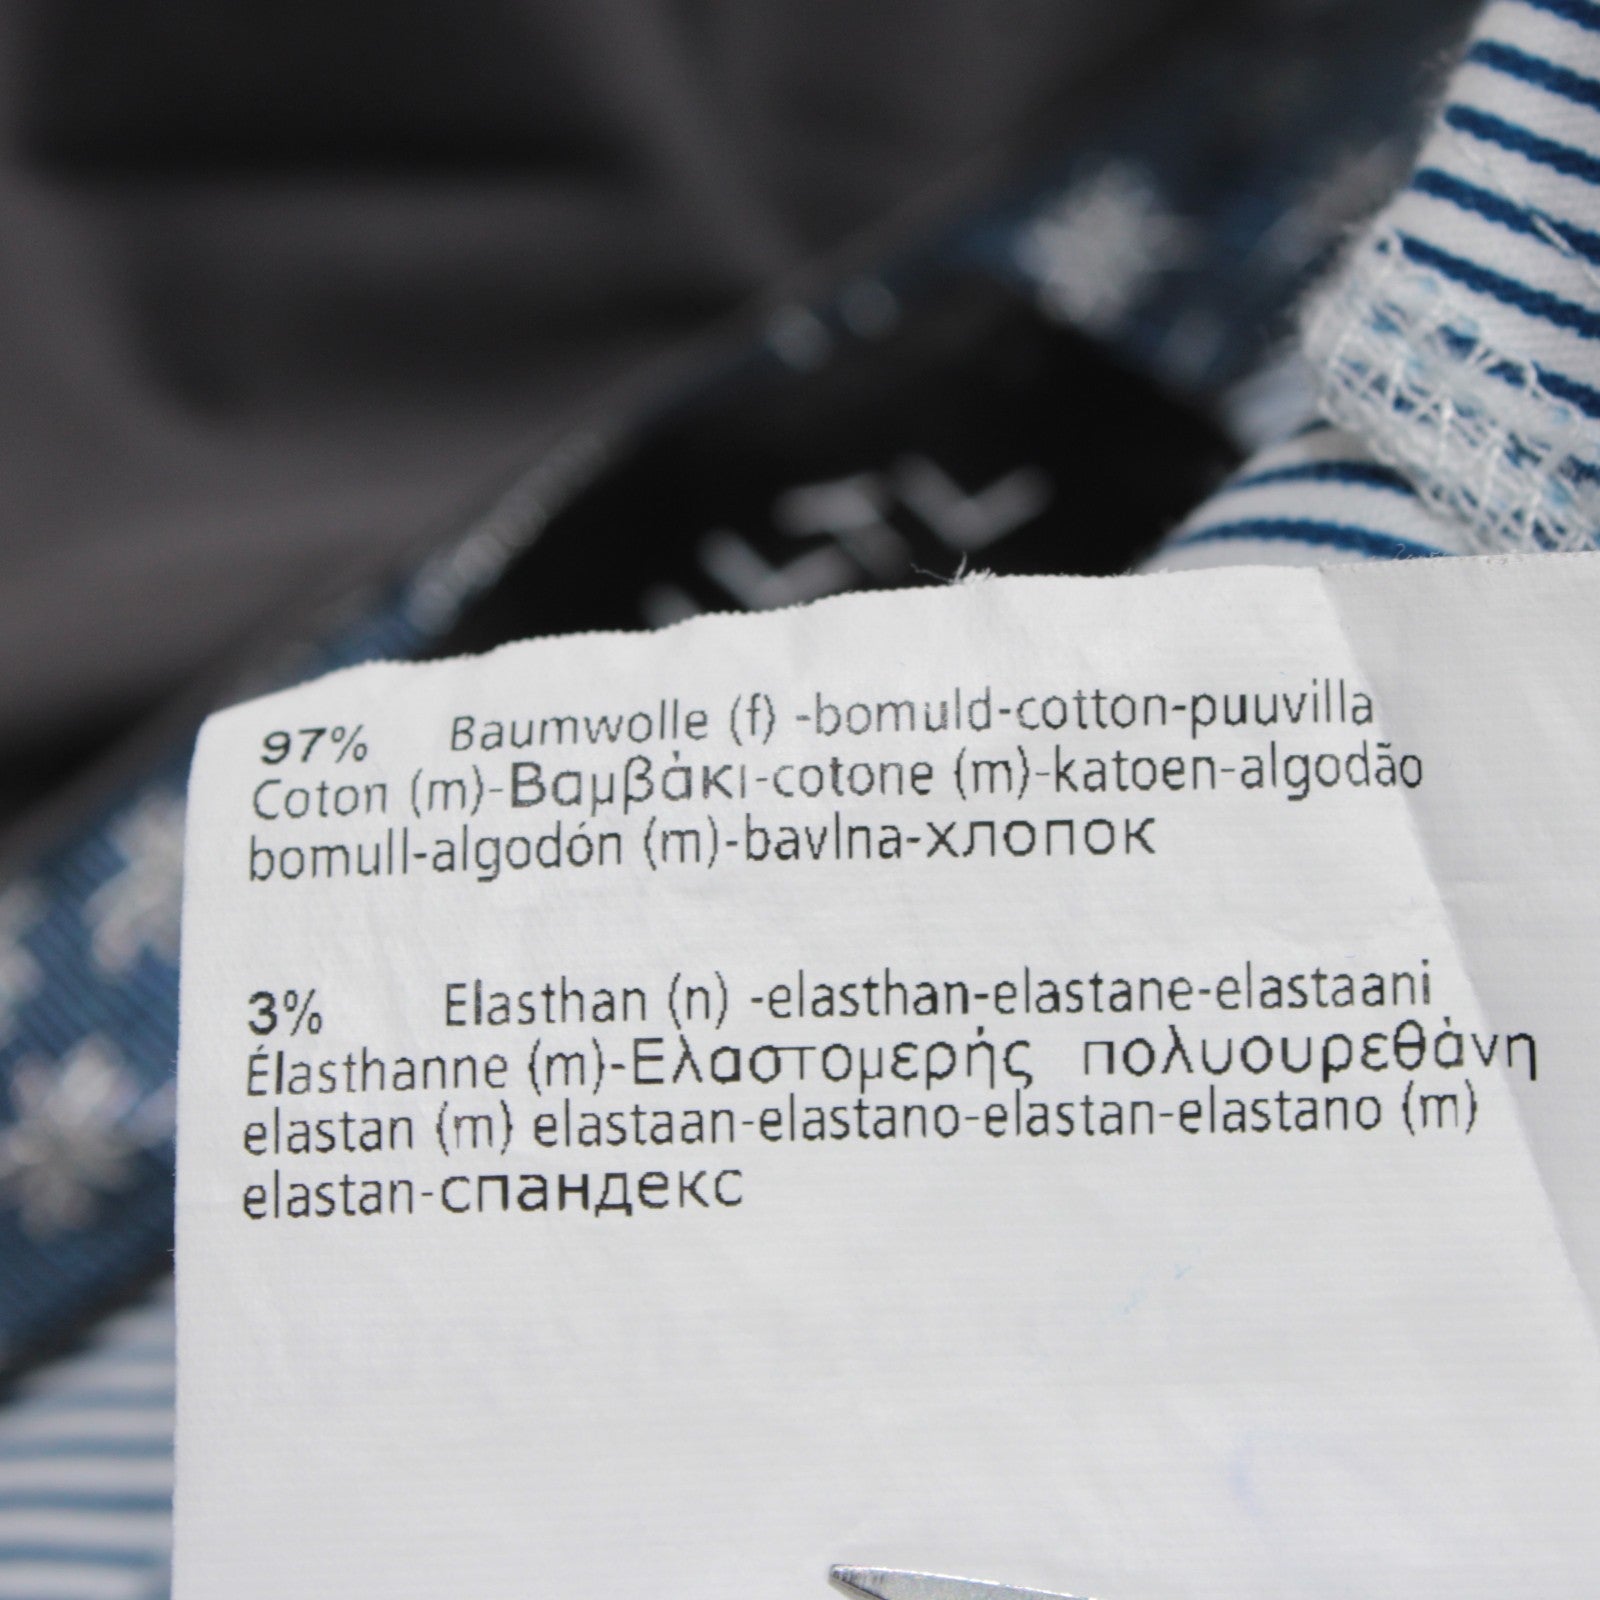 97% Baumwolle (f) -bomuld-cotton-puuvilla
Coton (m)-Βαμβάκι-cotone (m)-katoen-algodão
bomull-algodón (m)-bavlna-хлопок
3% Elasthan (n) -elasthan-elastane-elastaani
Élasthanne (m)-Ελαστομερής πολυουρεθάνη
elastan (m) elastaan-elastano-elastan-elastano (m)
elastan-спандекс